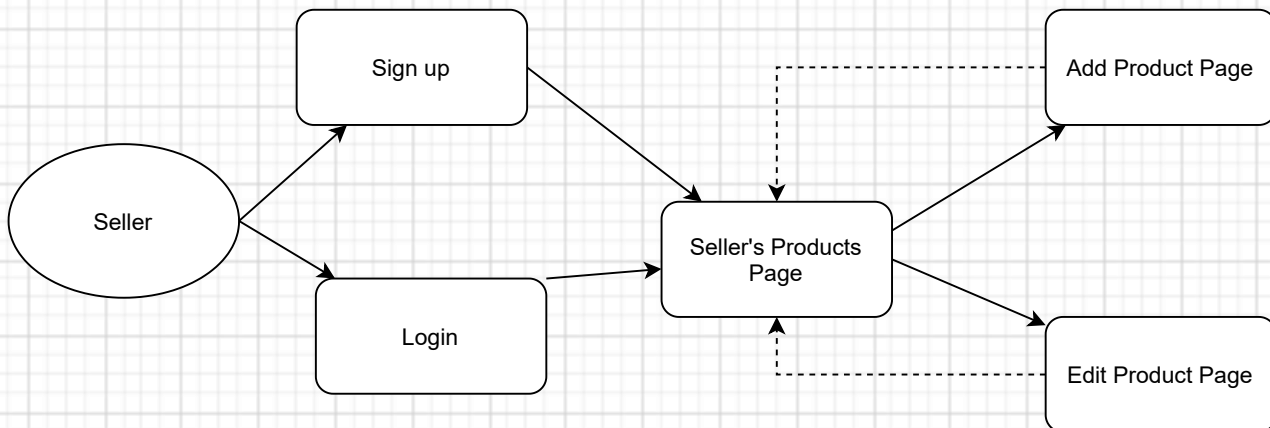 Sign up
Add Product Page
Seller
Seller's Products
Page
Login
Edit Product Page